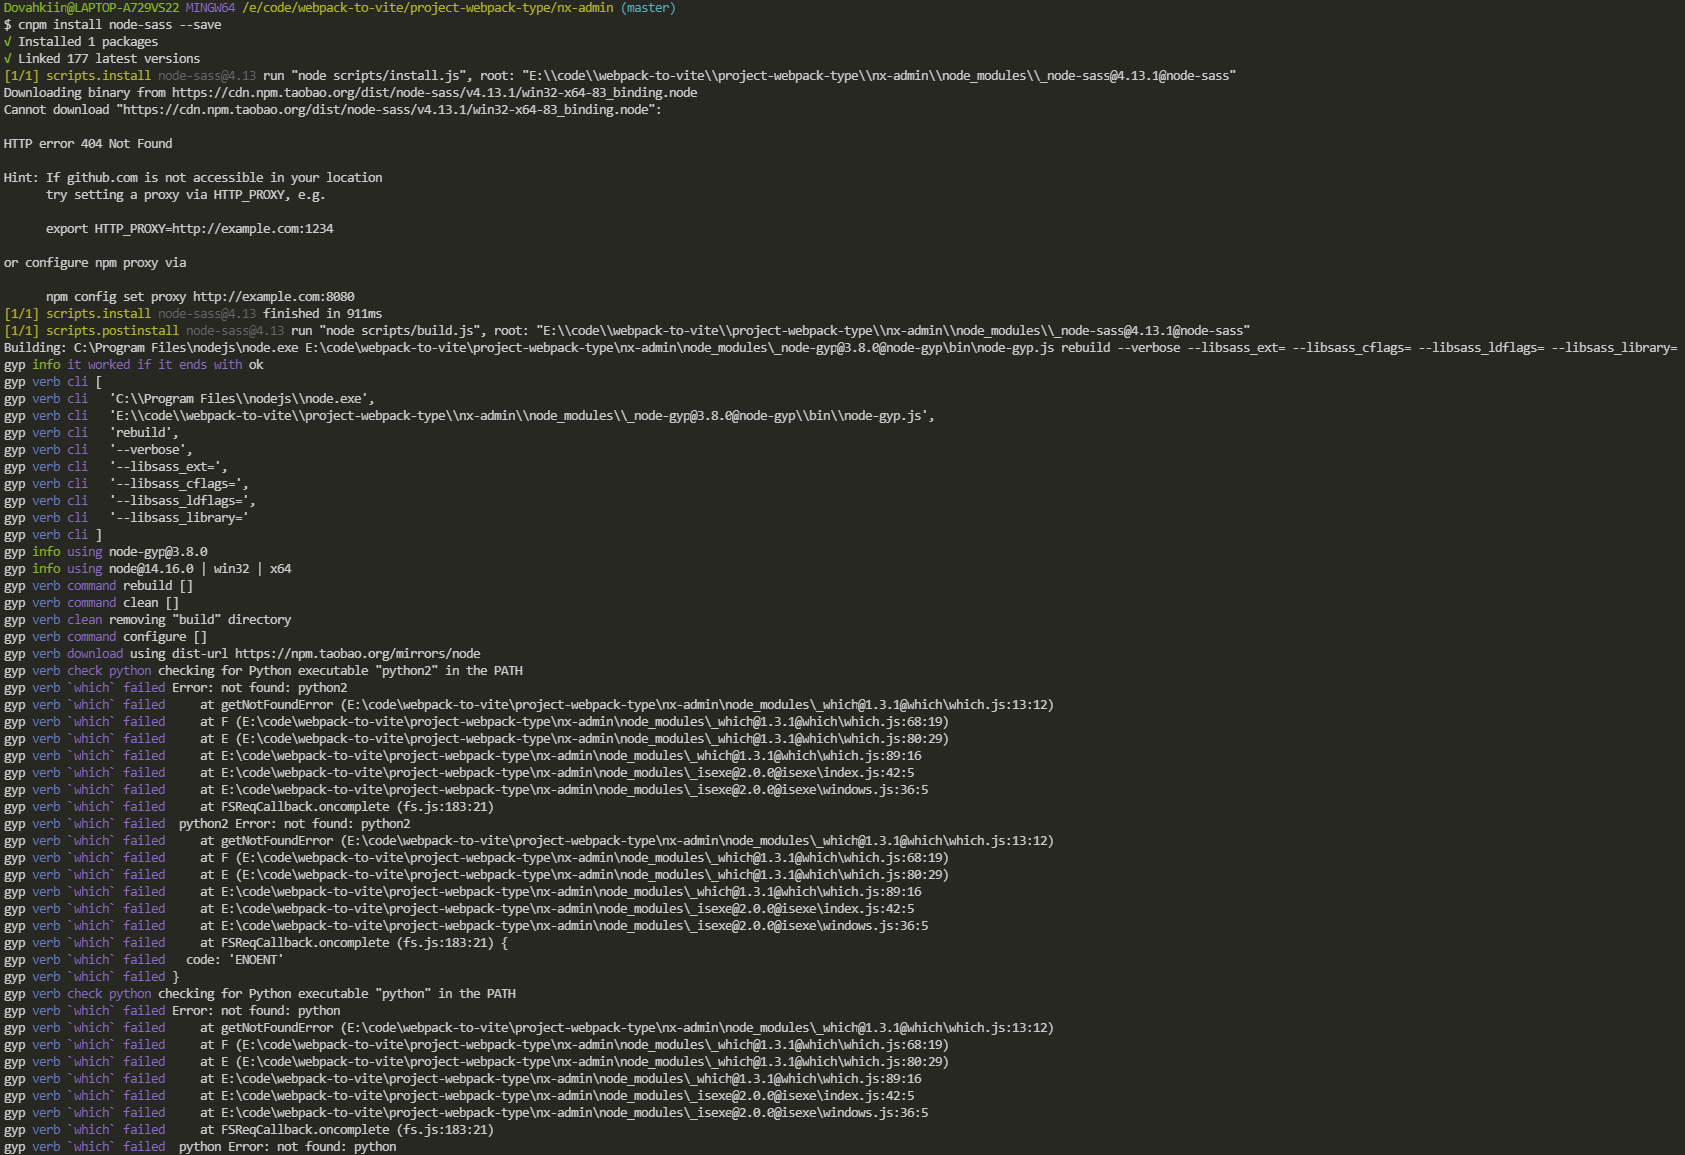 Dovahkiin@LAPTOP-A729VS22 MINGW64 /e/code/webpack-to-vite/project-webpack-type/nx-admin (master)
$ cnpm install node-sass --save
√ Installed 1 packages
√ Linked 177 latest versions
[1/1] scripts.install node-sass@4.13 run "node scripts/install.js", root: "E:\\code\\webpack-to-vite\\project-webpack-type\\nx-admin\\node_modules\\_node-sass@4.13.1@node-sass"
Downloading binary from https://cdn.npm.taobao.org/dist/node-sass/v4.13.1/win32-x64-83_binding.node
Cannot download "https://cdn.npm.taobao.org/dist/node-sass/v4.13.1/win32-x64-83_binding.node":
HTTP error 404 Not Found
Hint: If github.com is not accessible in your location
      try setting a proxy via HTTP_PROXY, e.g.
      export HTTP_PROXY=http://example.com:1234
or configure npm proxy via
      npm config set proxy http://example.com:8080
[1/1] scripts.install node-sass@4.13 finished in 911ms
[1/1] scripts.postinstall node-sass@4.13 run "node scripts/build.js", root: "E:\\code\\webpack-to-vite\\project-webpack-type\\nx-admin\\node_modules\\_node-sass@4.13.1@node-sass"
Building: C:\Program Files\nodejs\node.exe E:\code\webpack-to-vite\project-webpack-type\nx-admin\node_modules\_node-gyp@3.8.0@node-gyp\bin\node-gyp.js rebuild --verbose --libsass_ext= --libsass_cflags= --libsass_ldflags= --libsass_library=
gyp info it worked if it ends with ok
gyp verb cli [
gyp verb cli   'C:\\Program Files\\nodejs\\node.exe',
gyp verb cli   'E:\\code\\webpack-to-vite\\project-webpack-type\\nx-admin\\node_modules\\_node-gyp@3.8.0@node-gyp\\bin\\node-gyp.js',
gyp verb cli   'rebuild',
gyp verb cli   '--verbose',
gyp verb cli   '--libsass_ext=',
gyp verb cli   '--libsass_cflags=',
gyp verb cli   '--libsass_ldflags=',
gyp verb cli   '--libsass_library='
gyp verb cli ]
gyp info using node-gyp@3.8.0
gyp info using node@14.16.0 | win32 | x64
gyp verb command rebuild []
gyp verb command clean []
gyp verb clean removing "build" directory
gyp verb command configure []
gyp verb download using dist-url https://npm.taobao.org/mirrors/node
gyp verb check python checking for Python executable "python2" in the PATH
gyp verb `which` failed Error: not found: python2
gyp verb `which` failed     at getNotFoundError (E:\code\webpack-to-vite\project-webpack-type\nx-admin\node_modules\_which@1.3.1@which\which.js:13:12)
gyp verb `which` failed     at F (E:\code\webpack-to-vite\project-webpack-type\nx-admin\node_modules\_which@1.3.1@which\which.js:68:19)
gyp verb `which` failed     at E (E:\code\webpack-to-vite\project-webpack-type\nx-admin\node_modules\_which@1.3.1@which\which.js:80:29)
gyp verb `which` failed     at E:\code\webpack-to-vite\project-webpack-type\nx-admin\node_modules\_which@1.3.1@which\which.js:89:16
gyp verb `which` failed     at E:\code\webpack-to-vite\project-webpack-type\nx-admin\node_modules\_isexe@2.0.0@isexe\index.js:42:5
gyp verb `which` failed     at E:\code\webpack-to-vite\project-webpack-type\nx-admin\node_modules\_isexe@2.0.0@isexe\windows.js:36:5
gyp verb `which` failed     at FSReqCallback.oncomplete (fs.js:183:21)
gyp verb `which` failed  python2 Error: not found: python2
gyp verb `which` failed     at getNotFoundError (E:\code\webpack-to-vite\project-webpack-type\nx-admin\node_modules\_which@1.3.1@which\which.js:13:12)
gyp verb `which` failed     at F (E:\code\webpack-to-vite\project-webpack-type\nx-admin\node_modules\_which@1.3.1@which\which.js:68:19)
gyp verb `which` failed     at E (E:\code\webpack-to-vite\project-webpack-type\nx-admin\node_modules\_which@1.3.1@which\which.js:80:29)
gyp verb `which` failed     at E:\code\webpack-to-vite\project-webpack-type\nx-admin\node_modules\_which@1.3.1@which\which.js:89:16
gyp verb `which` failed     at E:\code\webpack-to-vite\project-webpack-type\nx-admin\node_modules\_isexe@2.0.0@isexe\index.js:42:5
gyp verb `which` failed     at E:\code\webpack-to-vite\project-webpack-type\nx-admin\node_modules\_isexe@2.0.0@isexe\windows.js:36:5
gyp verb `which` failed     at FSReqCallback.oncomplete (fs.js:183:21) {
gyp verb `which` failed   code: 'ENOENT'
gyp verb `which` failed }
gyp verb check python checking for Python executable "python" in the PATH
gyp verb `which` failed Error: not found: python
gyp verb `which` failed     at getNotFoundError (E:\code\webpack-to-vite\project-webpack-type\nx-admin\node_modules\_which@1.3.1@which\which.js:13:12)
gyp verb `which` failed     at F (E:\code\webpack-to-vite\project-webpack-type\nx-admin\node_modules\_which@1.3.1@which\which.js:68:19)
gyp verb `which` failed     at E (E:\code\webpack-to-vite\project-webpack-type\nx-admin\node_modules\_which@1.3.1@which\which.js:80:29)
gyp verb `which` failed     at E:\code\webpack-to-vite\project-webpack-type\nx-admin\node_modules\_which@1.3.1@which\which.js:89:16
gyp verb `which` failed     at E:\code\webpack-to-vite\project-webpack-type\nx-admin\node_modules\_isexe@2.0.0@isexe\index.js:42:5
gyp verb `which` failed     at E:\code\webpack-to-vite\project-webpack-type\nx-admin\node_modules\_isexe@2.0.0@isexe\windows.js:36:5
gyp verb `which` failed     at FSReqCallback.oncomplete (fs.js:183:21)
gyp verb `which` failed  python Error: not found: python